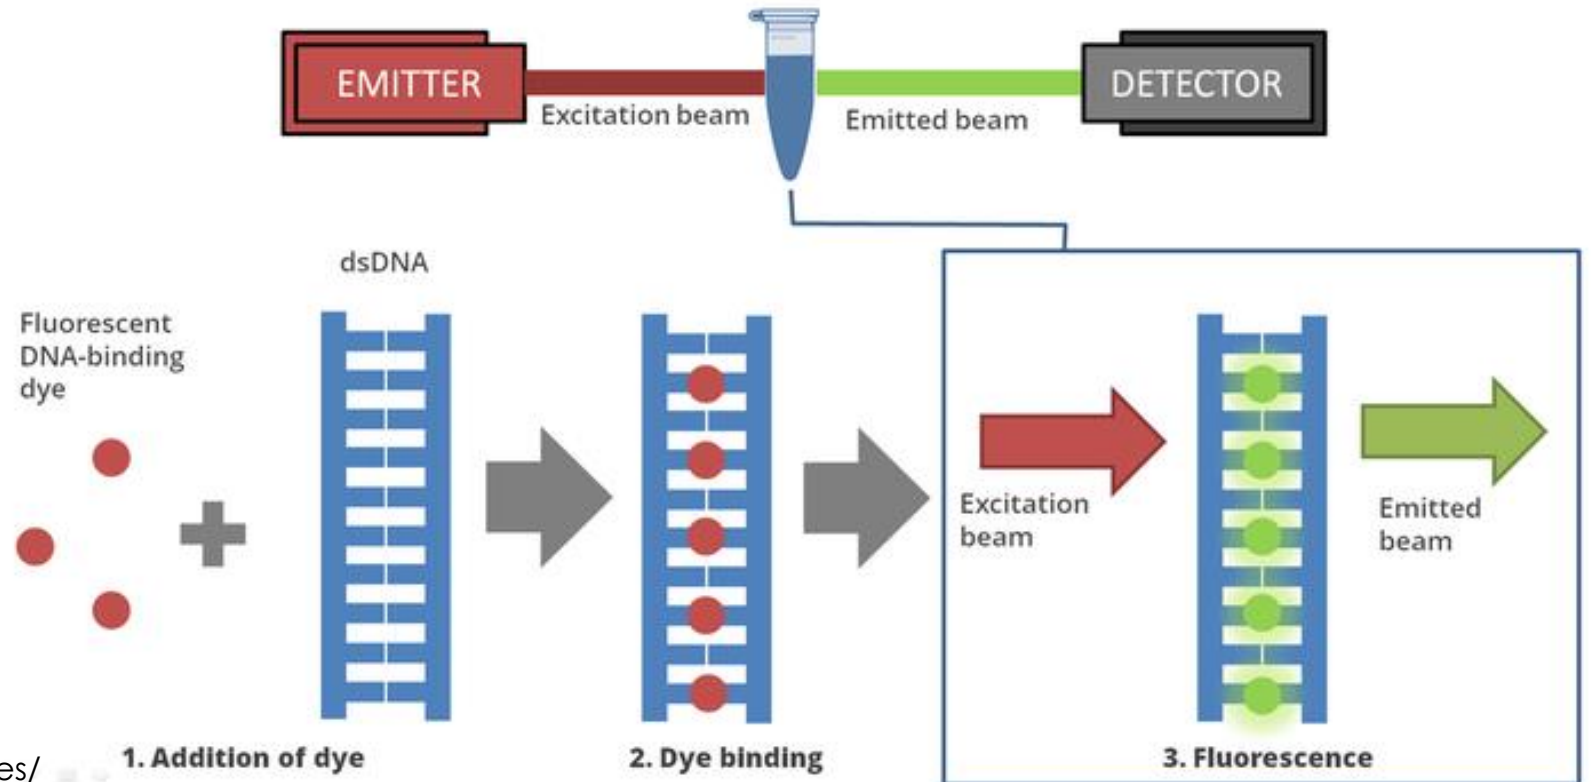 EMITTER
Excitation beam
Emitted beam
DETECTOR
dsDNA
Fluorescent
DNA-binding
dye
Excitation
beam
Emitted
beam
1. Addition of dye
2. Dye binding
3. Fluorescence
es/